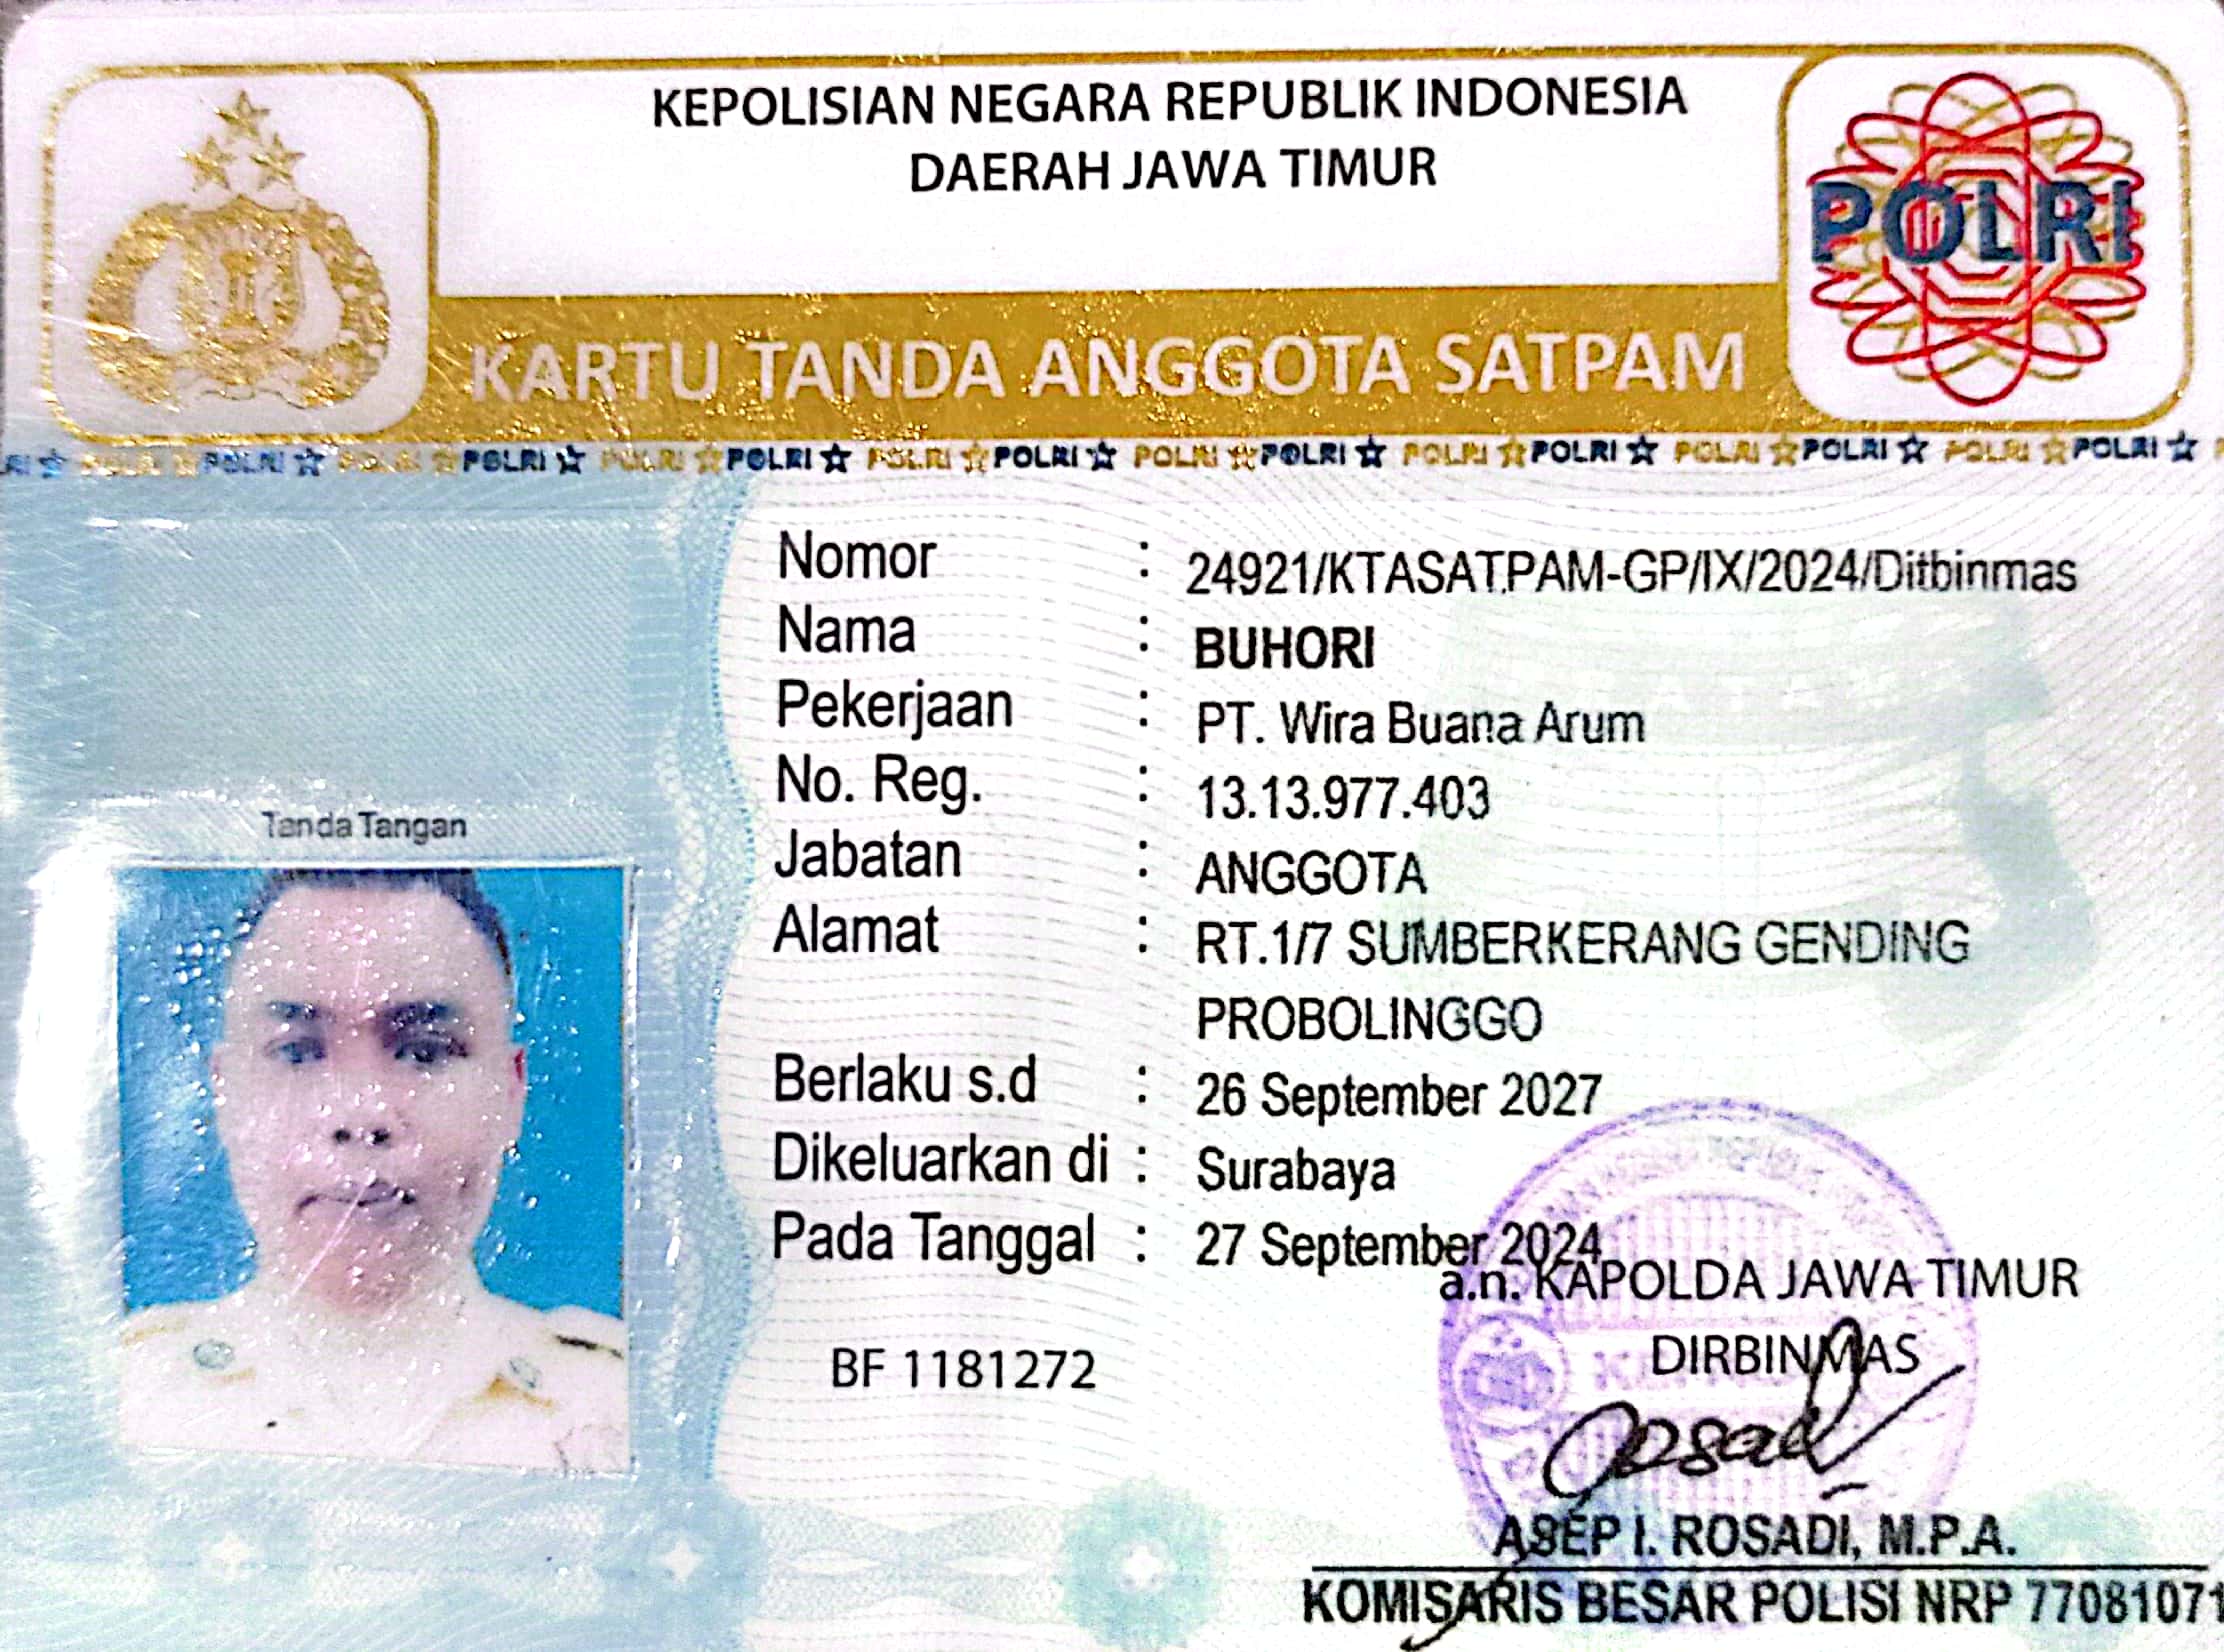 KEPOLISIAN NEGARA REPUBLIK INDONESIA
DAERAH JAWA TIMUR
POLRI
KARTU TANDA ANGGOTA SATPAM
POLRI POLRI POLRI POLRI POLRI POLRI POLRI POLRI POLRI POLRI POLRI POLRI POLRI POLRI POLRI
Nomor : 24921/KTASATPAM-GP/IX/2024/Ditbinmas
Nama : BUHORI
Pekerjaan : PT. Wira Buana Arum
No. Reg. : 13.13.977.403
Tanda Tangan
Jabatan : ANGGOTA
Alamat : RT.1/7 SUMBERKERANG GENDING
PROBOLINGGO
Berlaku s.d : 26 September 2027
Dikeluarkan di : Surabaya
Pada Tanggal : 27 September 2024
a.n. KAPOLDA JAWA TIMUR
DIRBINMAS
BF 1181272
ASEP I. ROSADI, M.P.A.
KOMISARIS BESAR POLISI NRP 77081071